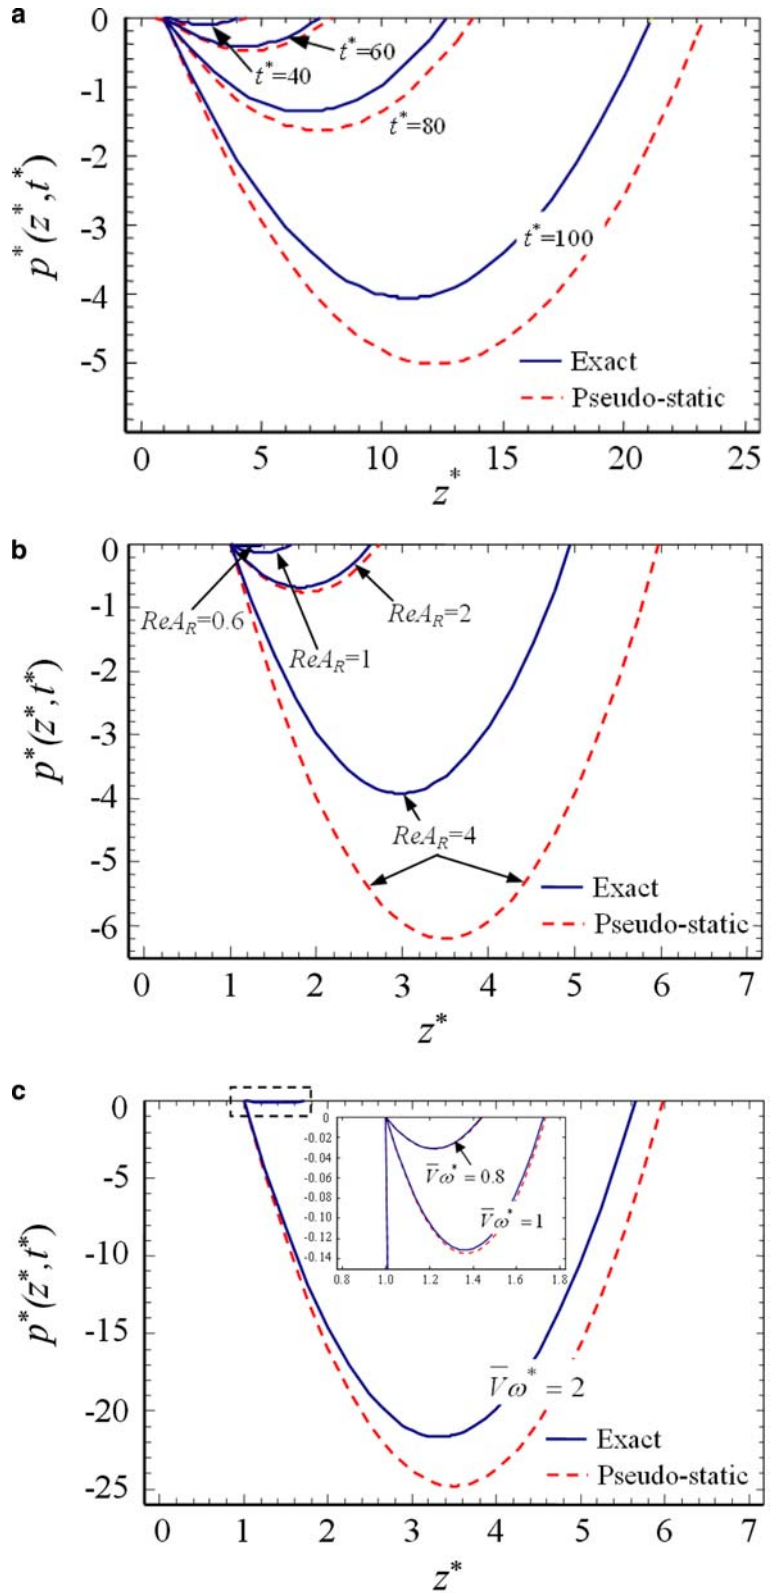 a
0
-1
-2
-3
-4
-5
p*(z*,t*)
t*=40
t*=60
t*=80
t*=100
Exact
Pseudo-static
0 5 10 15 20 25
z*
b
0
-1
-2
-3
-4
-5
-6
p*(z*,t*)
ReA_R=0.6
ReA_R=1
ReA_R=2
ReA_R=4
Exact
Pseudo-static
0 1 2 3 4 5 6 7
z*
c
0
-5
-10
-15
-20
-25
p*(z*,t*)
0
-0.02
-0.04
-0.06
-0.08
-0.10
-0.12
-0.14
V̅ω* = 0.8
V̅ω* = 1
0.8 1.0 1.2 1.4 1.6 1.8
V̅ω* = 2
Exact
Pseudo-static
0 1 2 3 4 5 6 7
z*